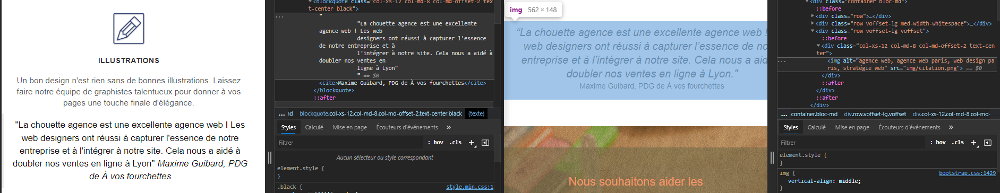 ILLUSTRATIONS
Un bon design n'est rien sans de bonnes illustrations. Laissez
faire notre équipe de graphistes talentueux pour donner à vos
pages une touche finale d'élégance.
"La chouette agence est une excellente agence web ! Les
web designers ont réussi à capturer l'essence de notre
entreprise et à l'intégrer à notre site. Cela nous a aidé à
doubler nos ventes en ligne à Lyon" Maxime Guibard, PDG
de À vos fourchettes
<blockquote class="col-xs-12 col-md-8 col-md-offset-2 tex
t-center black">
... "
"La chouette agence est une excellente
agence web ! Les web
designers ont réussi à capturer l'essence
de notre entreprise et à
l'intégrer à notre site. Cela nous a aidé à
doubler nos ventes en
ligne à Lyon"
" == $0
<cite>Maxime Guibard, PDG de À vos fourchettes</cite>
</blockquote>
::after
... blockquote.col-xs-12.col-md-8.col-md-offset-2.text-center.black (texte)
Styles Calculé Mise en page Écouteurs d'événements »
Filtrer : hov .cls +
Aucun sélecteur ou style correspondant
element.style {
}
.black { style.min.css:1
img 562 × 148
“La chouette agence est une excellente agence web !
web designers ont réussi à capturer l'essence de no
entreprise et à l'intégrer à notre site. Cela nous a aid
doubler nos ventes en ligne à Lyon."
Maxime Guibard, PDG de À vos fourchettes
Nous souhaitons aider les
<div class="container bloc-md">
::before
<div class="row">…</div>
<div class="row voffset-lg med-width-whitespace">…</div>
<div class="row voffset-lg voffset">
::before
<div class="col-xs-12 col-md-8 col-md-offset-2 text-cen
ter">
... <img alt="agence web, agence web paris, web design pa
ris, stratégie web" src="img/citation.png"> == $0
</div>
::after
</div>
::after
</div>
... .container.bloc-md div.row.voffset-lg.voffset div.col-xs-12.col-md-8.col-md-
Styles Calculé Mise en page Écouteurs d'événements »
Filtrer : hov .cls +
element.style {
}
img { bootstrap.css:1429
vertical-align: middle;
}